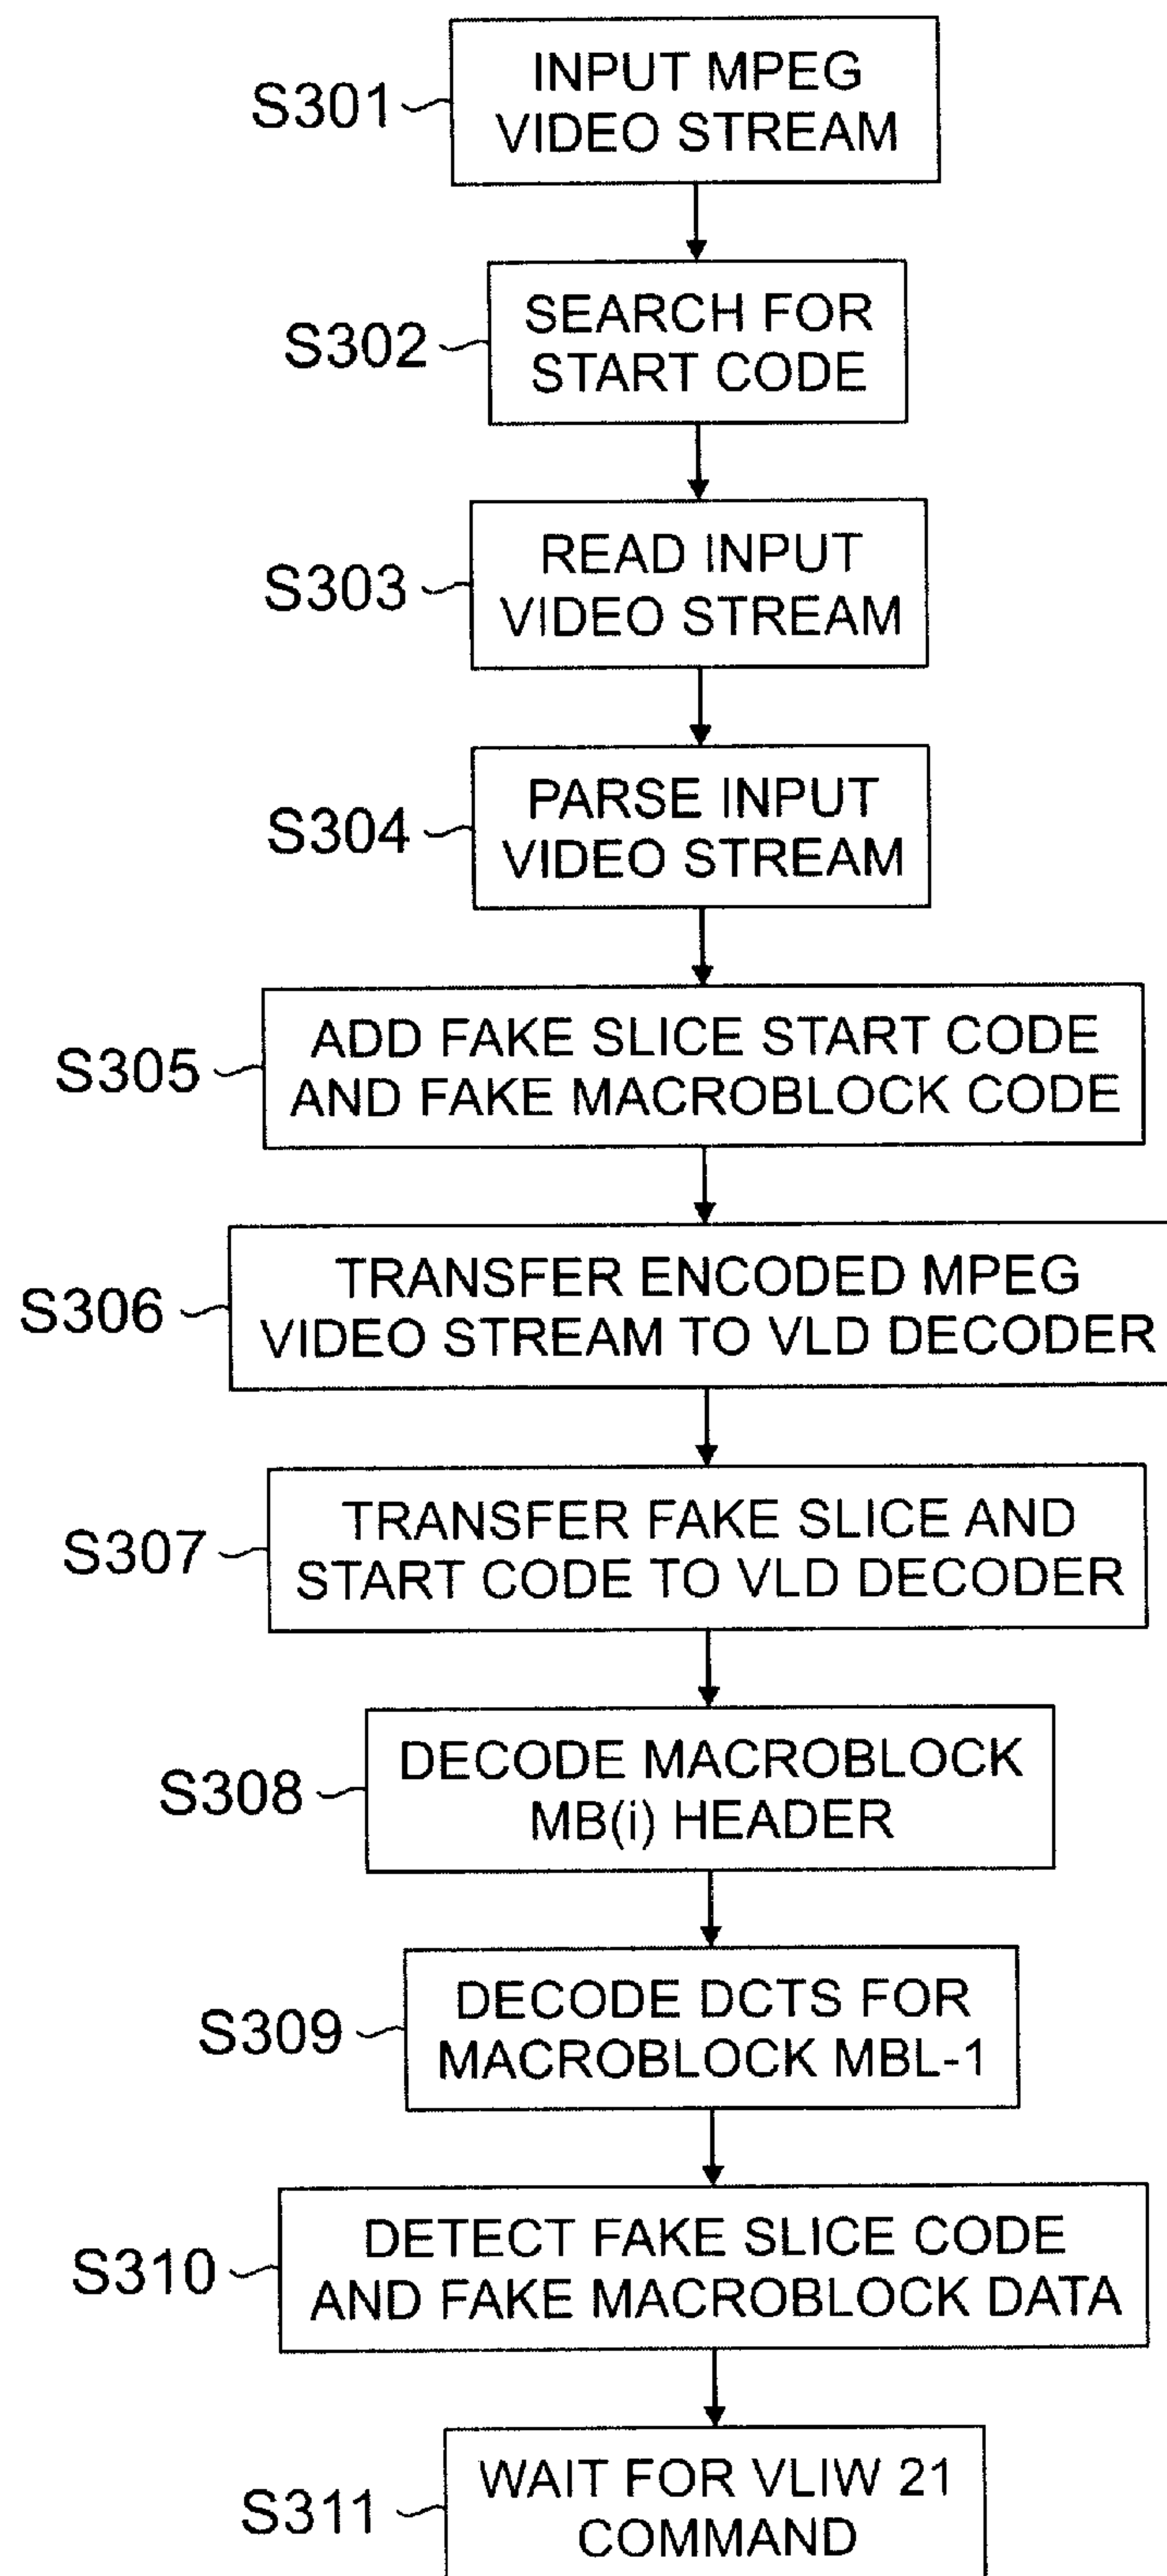 S301
INPUT MPEG
VIDEO STREAM
S302
SEARCH FOR
START CODE
S303
READ INPUT
VIDEO STREAM
S304
PARSE INPUT
VIDEO STREAM
S305
ADD FAKE SLICE START CODE
AND FAKE MACROBLOCK CODE
S306
TRANSFER ENCODED MPEG
VIDEO STREAM TO VLD DECODER
S307
TRANSFER FAKE SLICE AND
START CODE TO VLD DECODER
S308
DECODE MACROBLOCK
MB(i) HEADER
S309
DECODE DCTS FOR
MACROBLOCK MBL-1
S310
DETECT FAKE SLICE CODE
AND FAKE MACROBLOCK DATA
S311
WAIT FOR VLIW 21
COMMAND